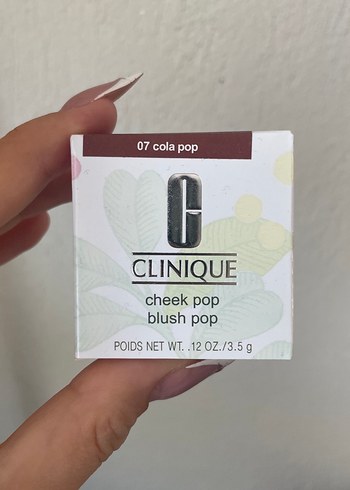 07 cola pop
CLINIQUE
cheek pop
blush pop
POIDS NET WT. .12 OZ./3.5 g